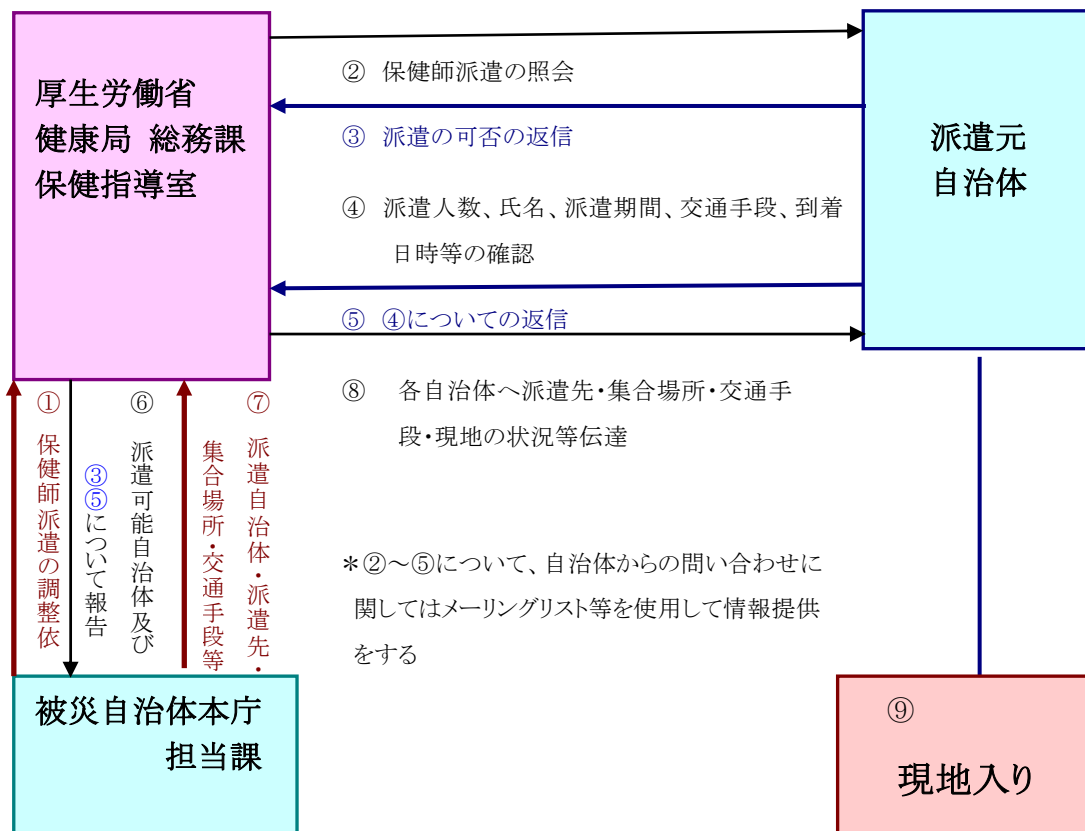 厚生労働省
健康局 総務課
保健指導室
② 保健師派遣の照会
③ 派遣の可否の返信
④ 派遣人数、氏名、派遣期間、交通手段、到着
日時等の確認
⑤ ④についての返信
⑧ 各自治体へ派遣先・集合場所・交通手
段・現地の状況等伝達
派遣元
自治体
① 保健師派遣の調整依
⑥ 派遣可能自治体及び
③⑤について報告
⑦ 派遣自治体・派遣先・
集合場所・交通手段等
＊②～⑤について、自治体からの問い合わせに
関してはメーリングリスト等を使用して情報提供
をする
被災自治体本庁
担当課
⑨
現地入り